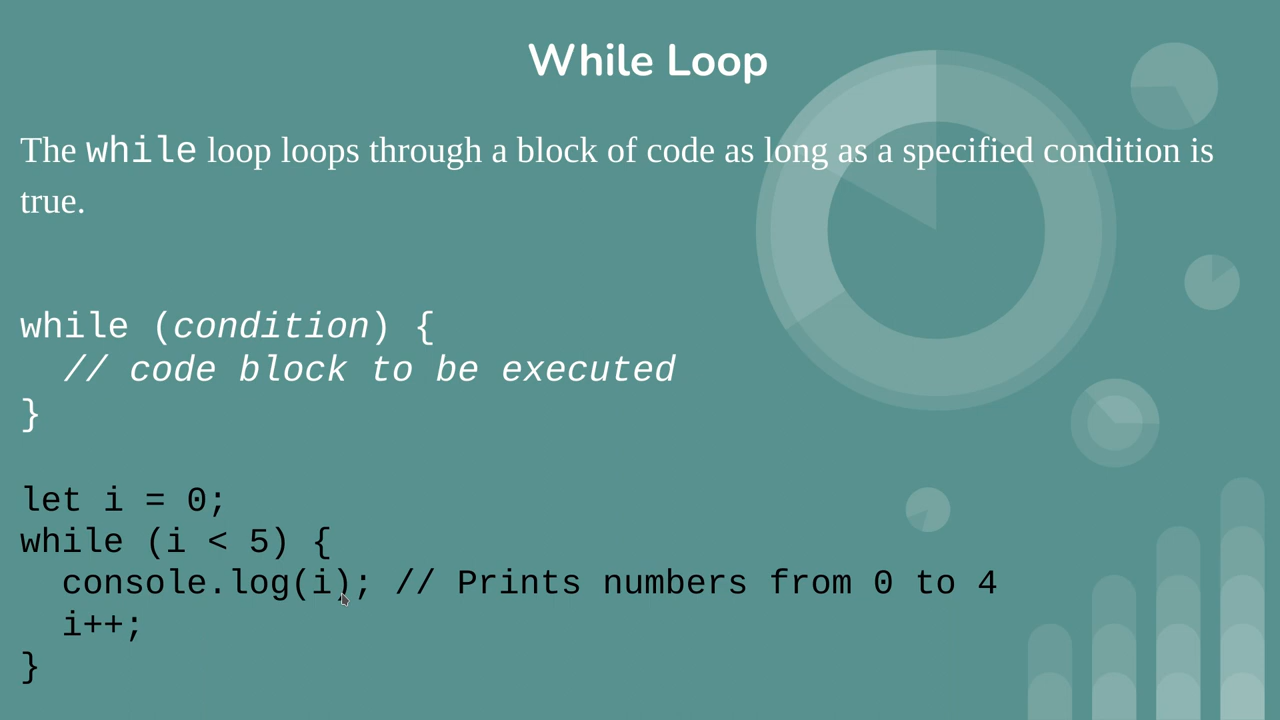 While Loop
The while loop loops through a block of code as long as a specified condition is
true.
while (condition) {
  // code block to be executed
}
let i = 0;
while (i < 5) {
  console.log(i); // Prints numbers from 0 to 4
  i++;
}